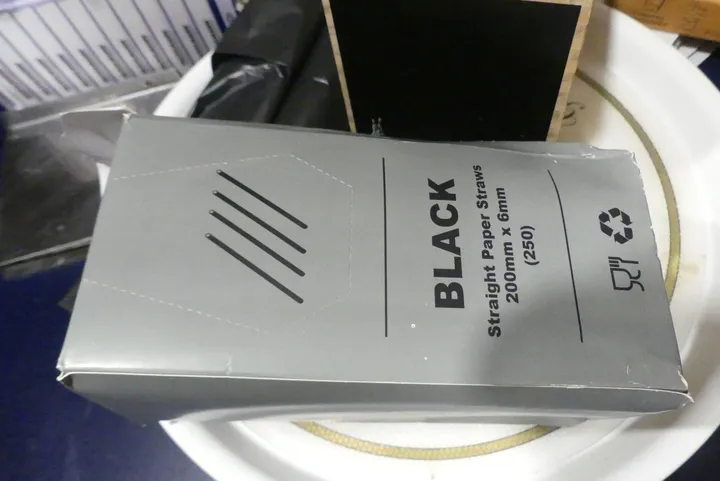 BLACK
Straight Paper Straws
200mm x 6mm
(250)